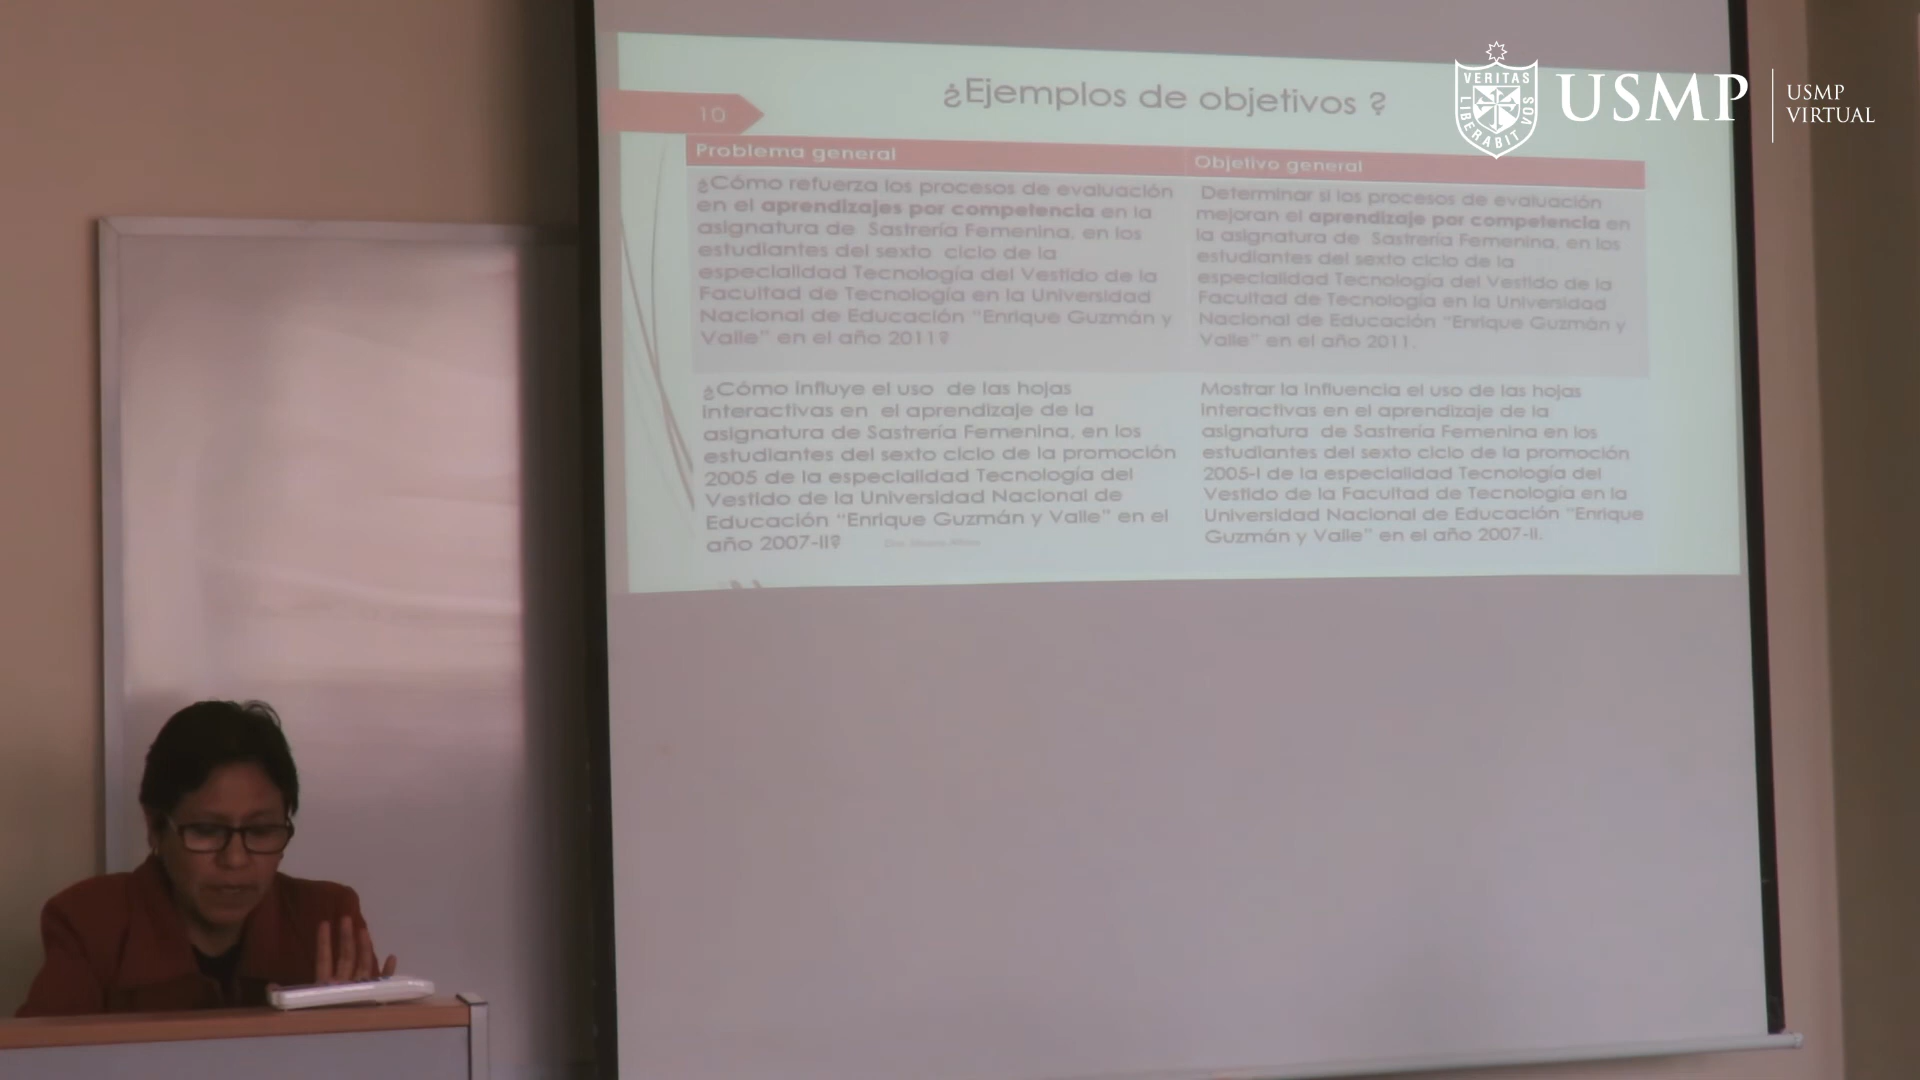 ¿Ejemplos de objetivos ?
10
Problema general
¿Cómo refuerza los procesos de evaluación
en el aprendizajes por competencia en la
asignatura de Sastrería Femenina, en los
estudiantes del sexto ciclo de la
especialidad Tecnología del Vestido de la
Facultad de Tecnología en la Universidad
Nacional de Educación “Enrique Guzmán y
Valle” en el año 2011?
Objetivo general
Determinar si los procesos de evaluación
mejoran el aprendizaje por competencia en
la asignatura de Sastrería Femenina, en los
estudiantes del sexto ciclo de la
especialidad Tecnología del Vestido de la
Facultad de Tecnología en la Universidad
Nacional de Educación “Enrique Guzmán y
Valle” en el año 2011.
¿Cómo influye el uso de las hojas
interactivas en el aprendizaje de la
asignatura de Sastrería Femenina, en los
estudiantes del sexto ciclo de la promoción
2005 de la especialidad Tecnología del
Vestido de la Universidad Nacional de
Educación “Enrique Guzmán y Valle” en el
año 2007-II?
Mostrar la influencia el uso de las hojas
interactivas en el aprendizaje de la
asignatura de Sastrería Femenina en los
estudiantes del sexto ciclo de la promoción
2005-I de la especialidad Tecnología del
Vestido de la Facultad de Tecnología en la
Universidad Nacional de Educación “Enrique
Guzmán y Valle” en el año 2007-II.
VERITAS
LIBERABIT VOS
USMP
USMP
VIRTUAL